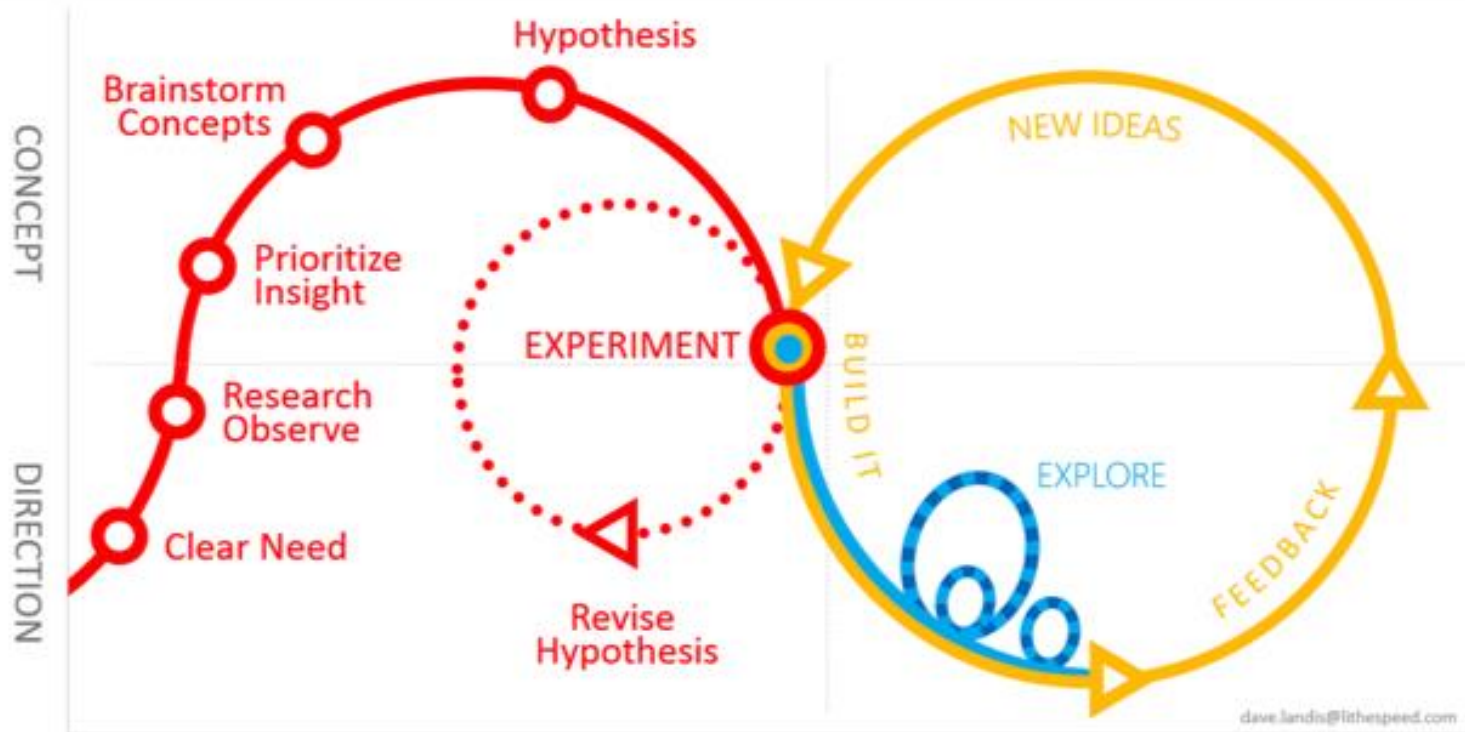 Hypothesis
Brainstorm
Concepts
CONCEPT
NEW IDEAS
Prioritize
Insight
EXPERIMENT
BUILD IT
Research
Observe
EXPLORE
DIRECTION
FEEDBACK
Clear Need
Revise
Hypothesis
dave.landis@lithespeed.com